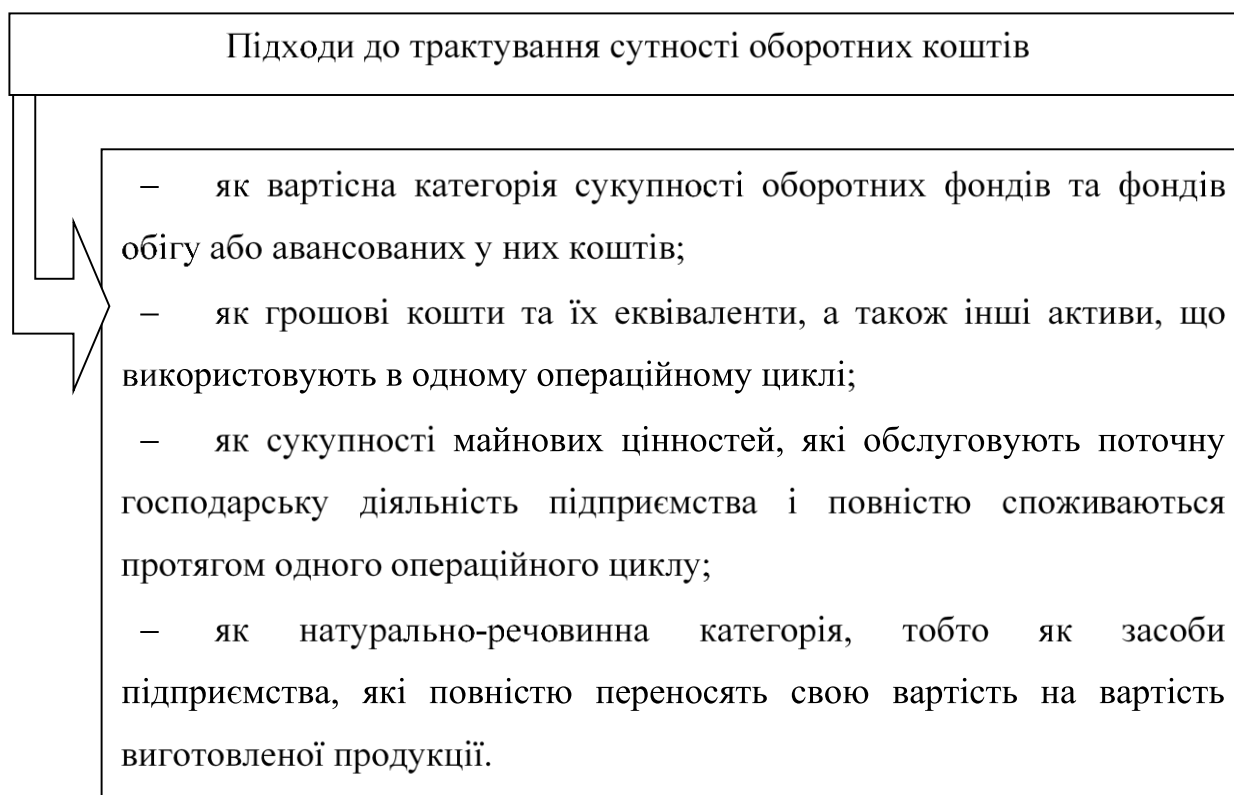 Підходи до трактування сутності оборотних коштів
– як вартісна категорія сукупності оборотних фондів та фондів
обігу або авансованих у них коштів;
– як грошові кошти та їх еквіваленти, а також інші активи, що
використовують в одному операційному циклі;
– як сукупності майнових цінностей, які обслуговують поточну
господарську діяльність підприємства і повністю споживаються
протягом одного операційного циклу;
– як натурально-речовинна категорія, тобто як засоби
підприємства, які повністю переносять свою вартість на вартість
виготовленої продукції.